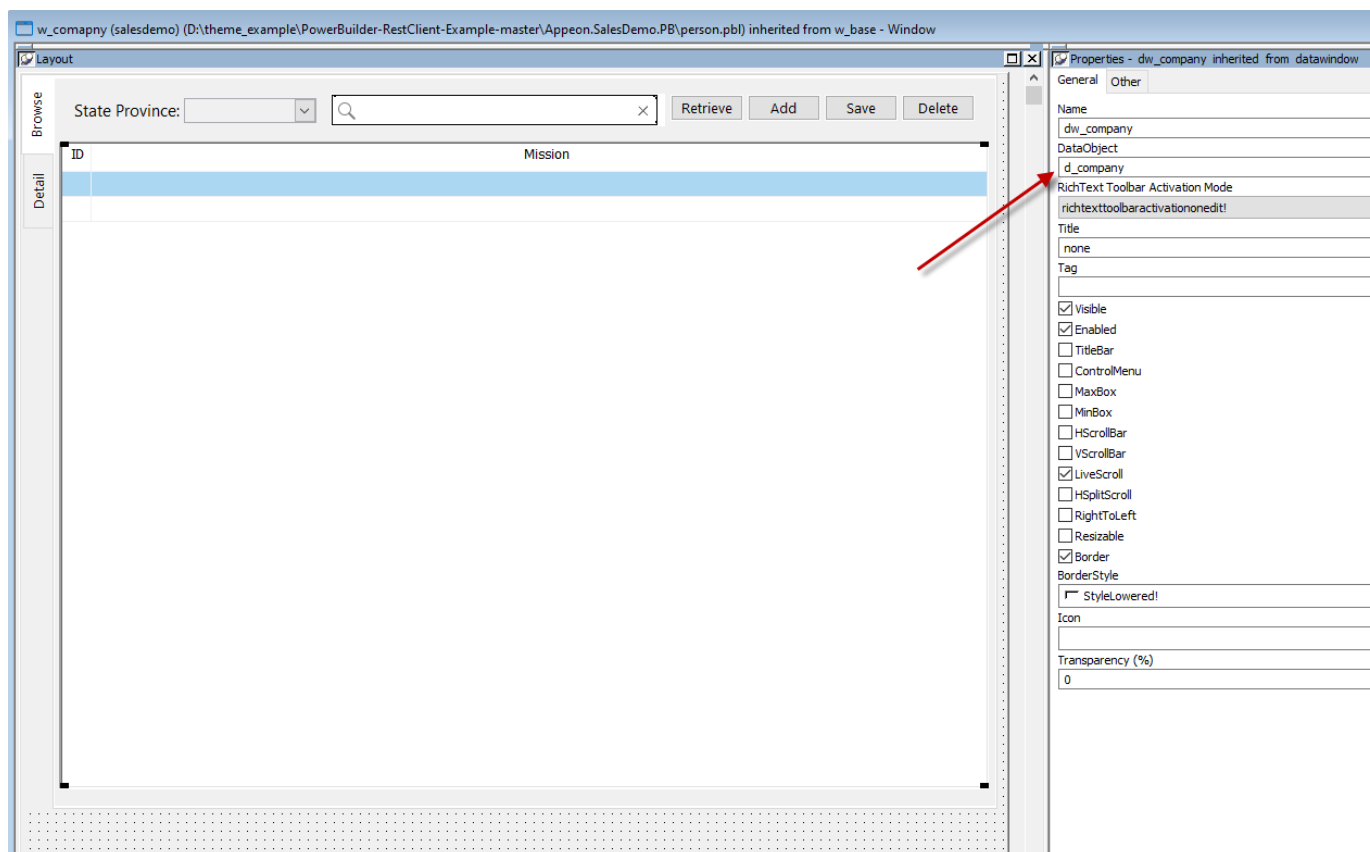 w_comapny (salesdemo) (D:\theme_example\PowerBuilder-RestClient-Example-master\Appeon.SalesDemo.PB\person.pbl) inherited from w_base - Window
Layout
Browse
Detail
State Province:
Retrieve
Add
Save
Delete
ID
Mission
Properties - dw_company inherited from datawindow
General
Other
Name
dw_company
DataObject
d_company
RichText Toolbar Activation Mode
richtexttoolbaractivationonedit!
Title
none
Tag
Visible
Enabled
TitleBar
ControlMenu
MaxBox
MinBox
HScrollBar
VScrollBar
LiveScroll
HSplitScroll
RightToLeft
Resizable
Border
BorderStyle
StyleLowered!
Icon
Transparency (%)
0